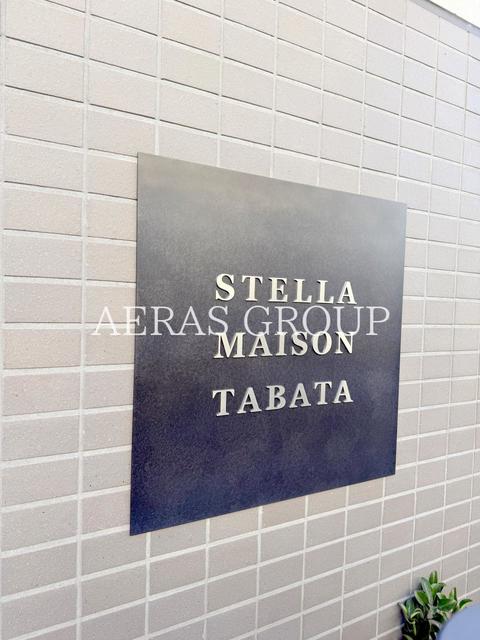 STELLA
AERAS GROUP
MAISON
TABATA